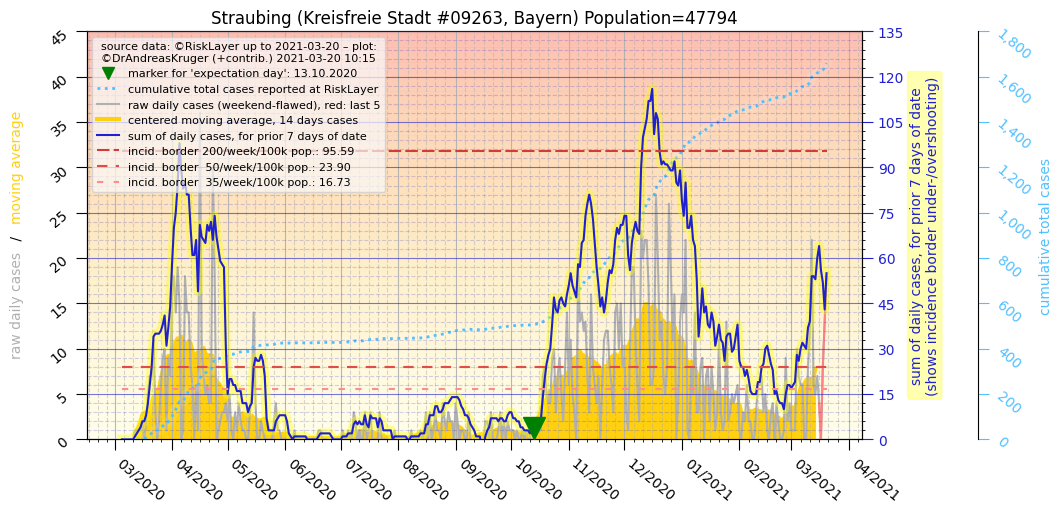 Straubing (Kreisfreie Stadt #09263, Bayern) Population=47794
source data: ©RiskLayer up to 2021-03-20 – plot:
©DrAndreasKruger (+contrib.) 2021-03-20 10:15
marker for 'expectation day': 13.10.2020
cumulative total cases reported at RiskLayer
raw daily cases (weekend-flawed), red: last 5
centered moving average, 14 days cases
sum of daily cases, for prior 7 days of date
incid. border 200/week/100k pop.: 95.59
incid. border  50/week/100k pop.: 23.90
incid. border  35/week/100k pop.: 16.73
raw daily cases / moving average
45
40
35
30
25
20
15
10
5
0
03/2020
04/2020
05/2020
06/2020
07/2020
08/2020
09/2020
10/2020
11/2020
12/2020
01/2021
02/2021
03/2021
04/2021
135
120
105
90
75
60
45
30
15
0
sum of daily cases, for prior 7 days of date
(shows incidence border under-/overshooting)
1,800
1,600
1,400
1,200
1,000
800
600
400
200
0
cumulative total cases